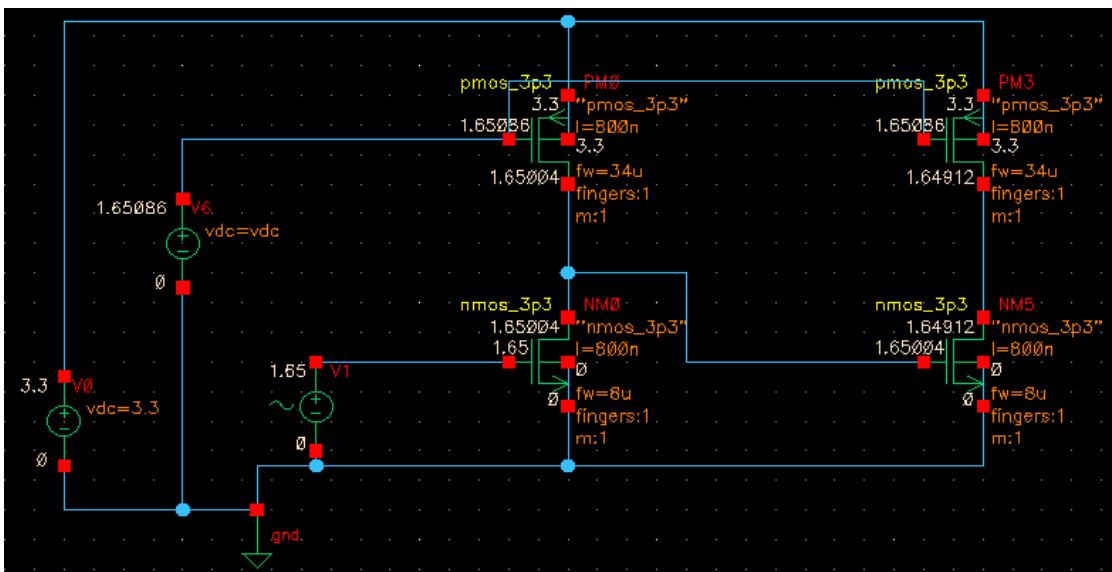 pmos_3p3 PM0
3.3 "pmos_3p3"
1.65086 l=800n
3.3
1.65004 fw=34u
fingers:1
m:1
pmos_3p3 PM3
3.3 "pmos_3p3"
1.65086 l=800n
3.3
1.64912 fw=34u
fingers:1
m:1
1.65086 V6
vdc=vdc
0
nmos_3p3 NM0
1.65004 "nmos_3p3"
1.65 l=800n
0
fw=8u
0
fingers:1
m:1
nmos_3p3 NM5
1.64912 "nmos_3p3"
1.65004 l=800n
0
fw=8u
0
fingers:1
m:1
1.65 V1
0
3.3 V0
vdc=3.3
0
gnd